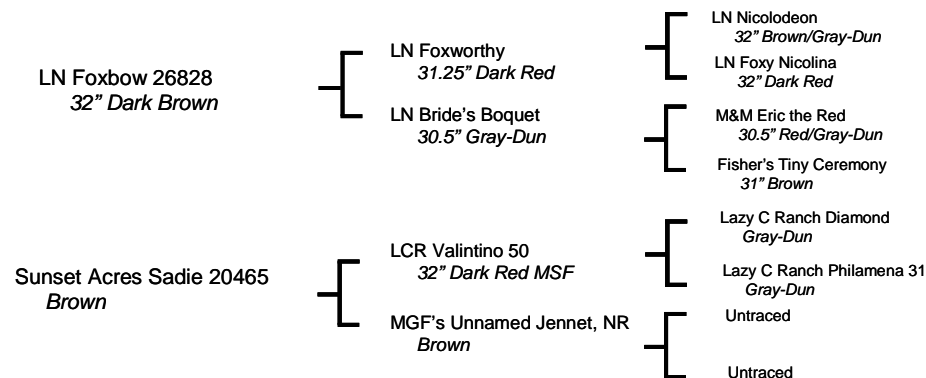 LN Foxbow 26828
32” Dark Brown
LN Foxworthy
31.25” Dark Red
LN Nicolodeon
32” Brown/Gray-Dun
LN Foxy Nicolina
32” Dark Red
LN Bride’s Boquet
30.5” Gray-Dun
M&M Eric the Red
30.5” Red/Gray-Dun
Fisher’s Tiny Ceremony
31” Brown
Sunset Acres Sadie 20465
Brown
LCR Valintino 50
32” Dark Red MSF
Lazy C Ranch Diamond
Gray-Dun
Lazy C Ranch Philamena 31
Gray-Dun
MGF’s Unnamed Jennet, NR
Brown
Untraced
Untraced